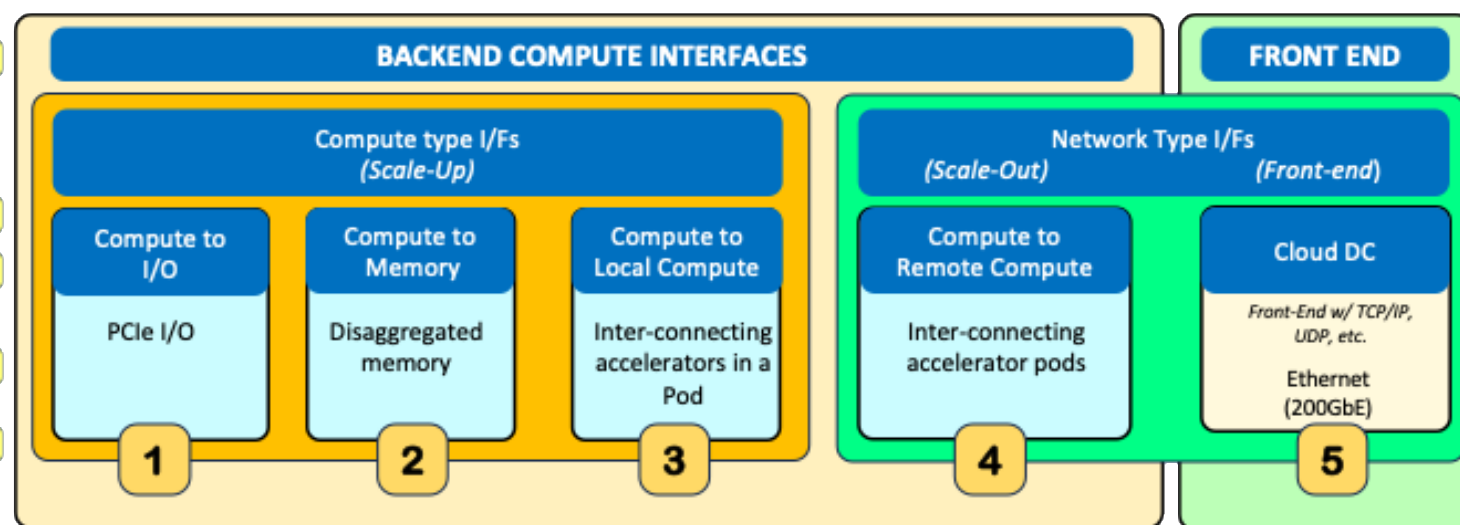 BACKEND COMPUTE INTERFACES
FRONT END
Compute type I/Fs
(Scale-Up)
Network Type I/Fs
(Scale-Out)
(Front-end)
Compute to
I/O
PCIe I/O
1
Compute to
Memory
Disaggregated
memory
2
Compute to
Local Compute
Inter-connecting
accelerators in a
Pod
3
Compute to
Remote Compute
Inter-connecting
accelerator pods
4
Cloud DC
Front-End w/ TCP/IP,
UDP, etc.
Ethernet
(200GbE)
5